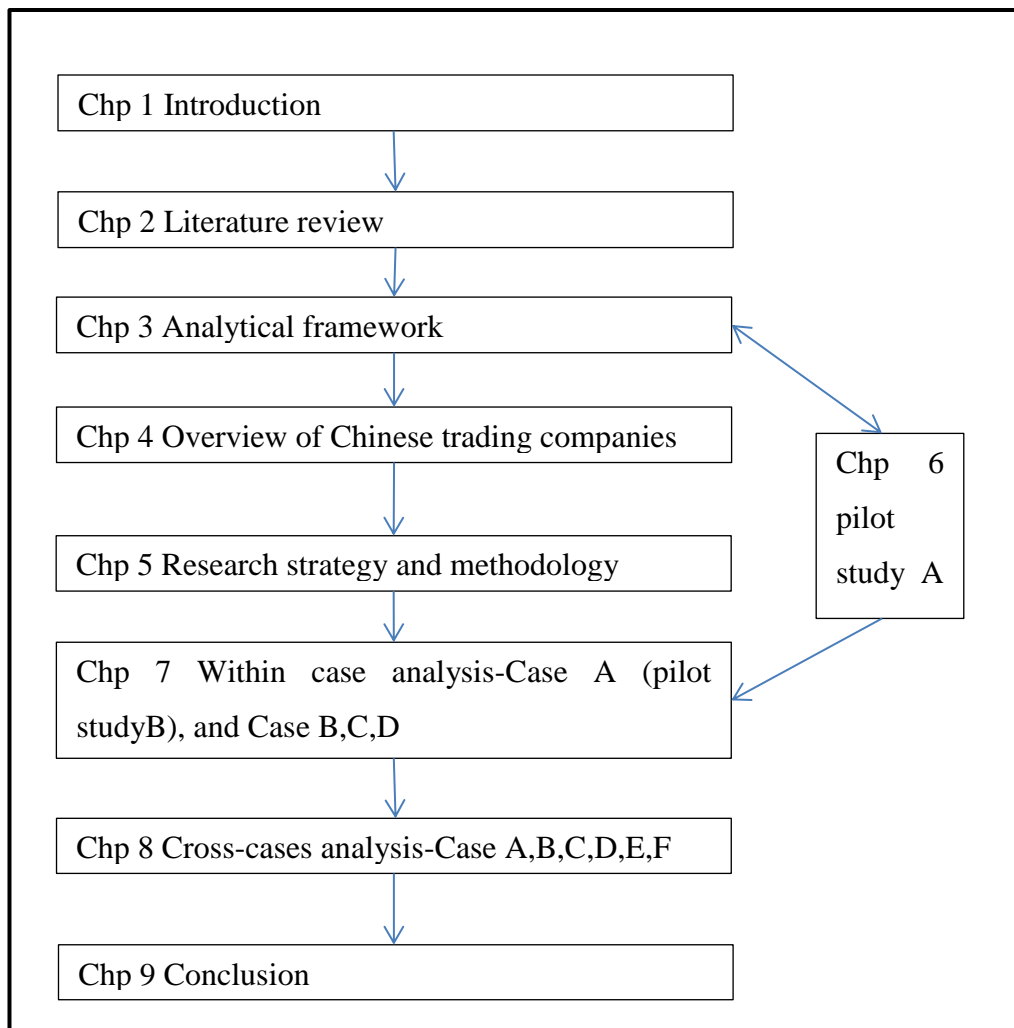 Chp 1 Introduction
Chp 2 Literature review
Chp 3 Analytical framework
Chp 4 Overview of Chinese trading companies
Chp 5 Research strategy and methodology
Chp 6
pilot
study A
Chp 7 Within case analysis-Case A (pilot
studyB), and Case B,C,D
Chp 8 Cross-cases analysis-Case A,B,C,D,E,F
Chp 9 Conclusion